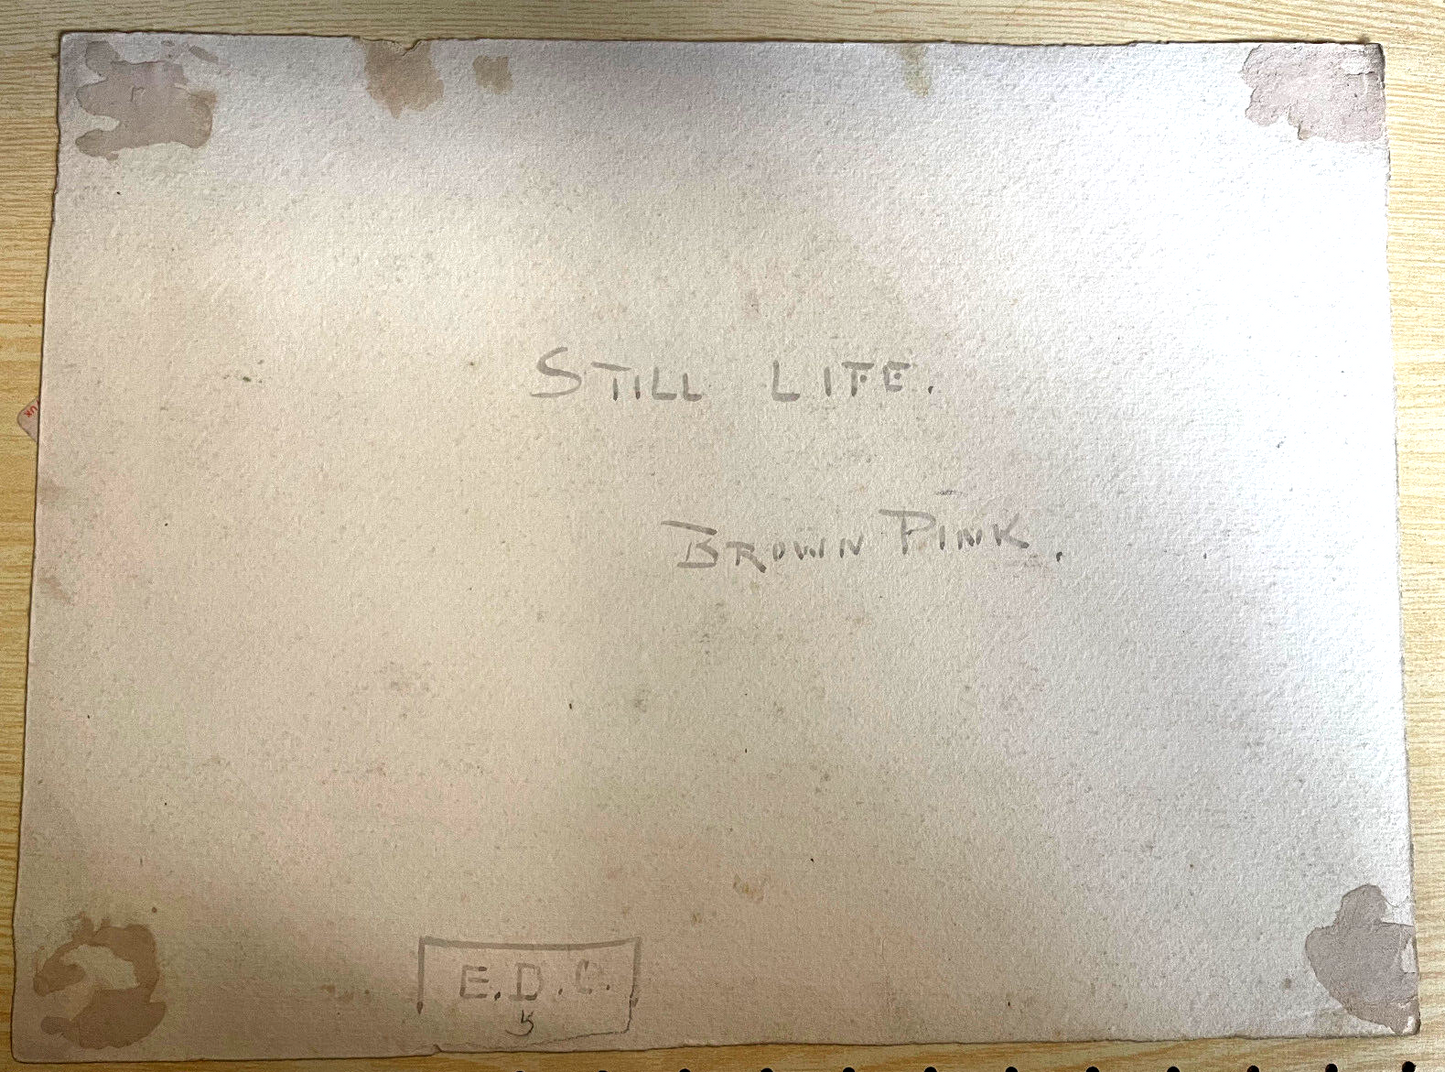 STILL LIFE.
BROWN PINK.
E.D.C.
5